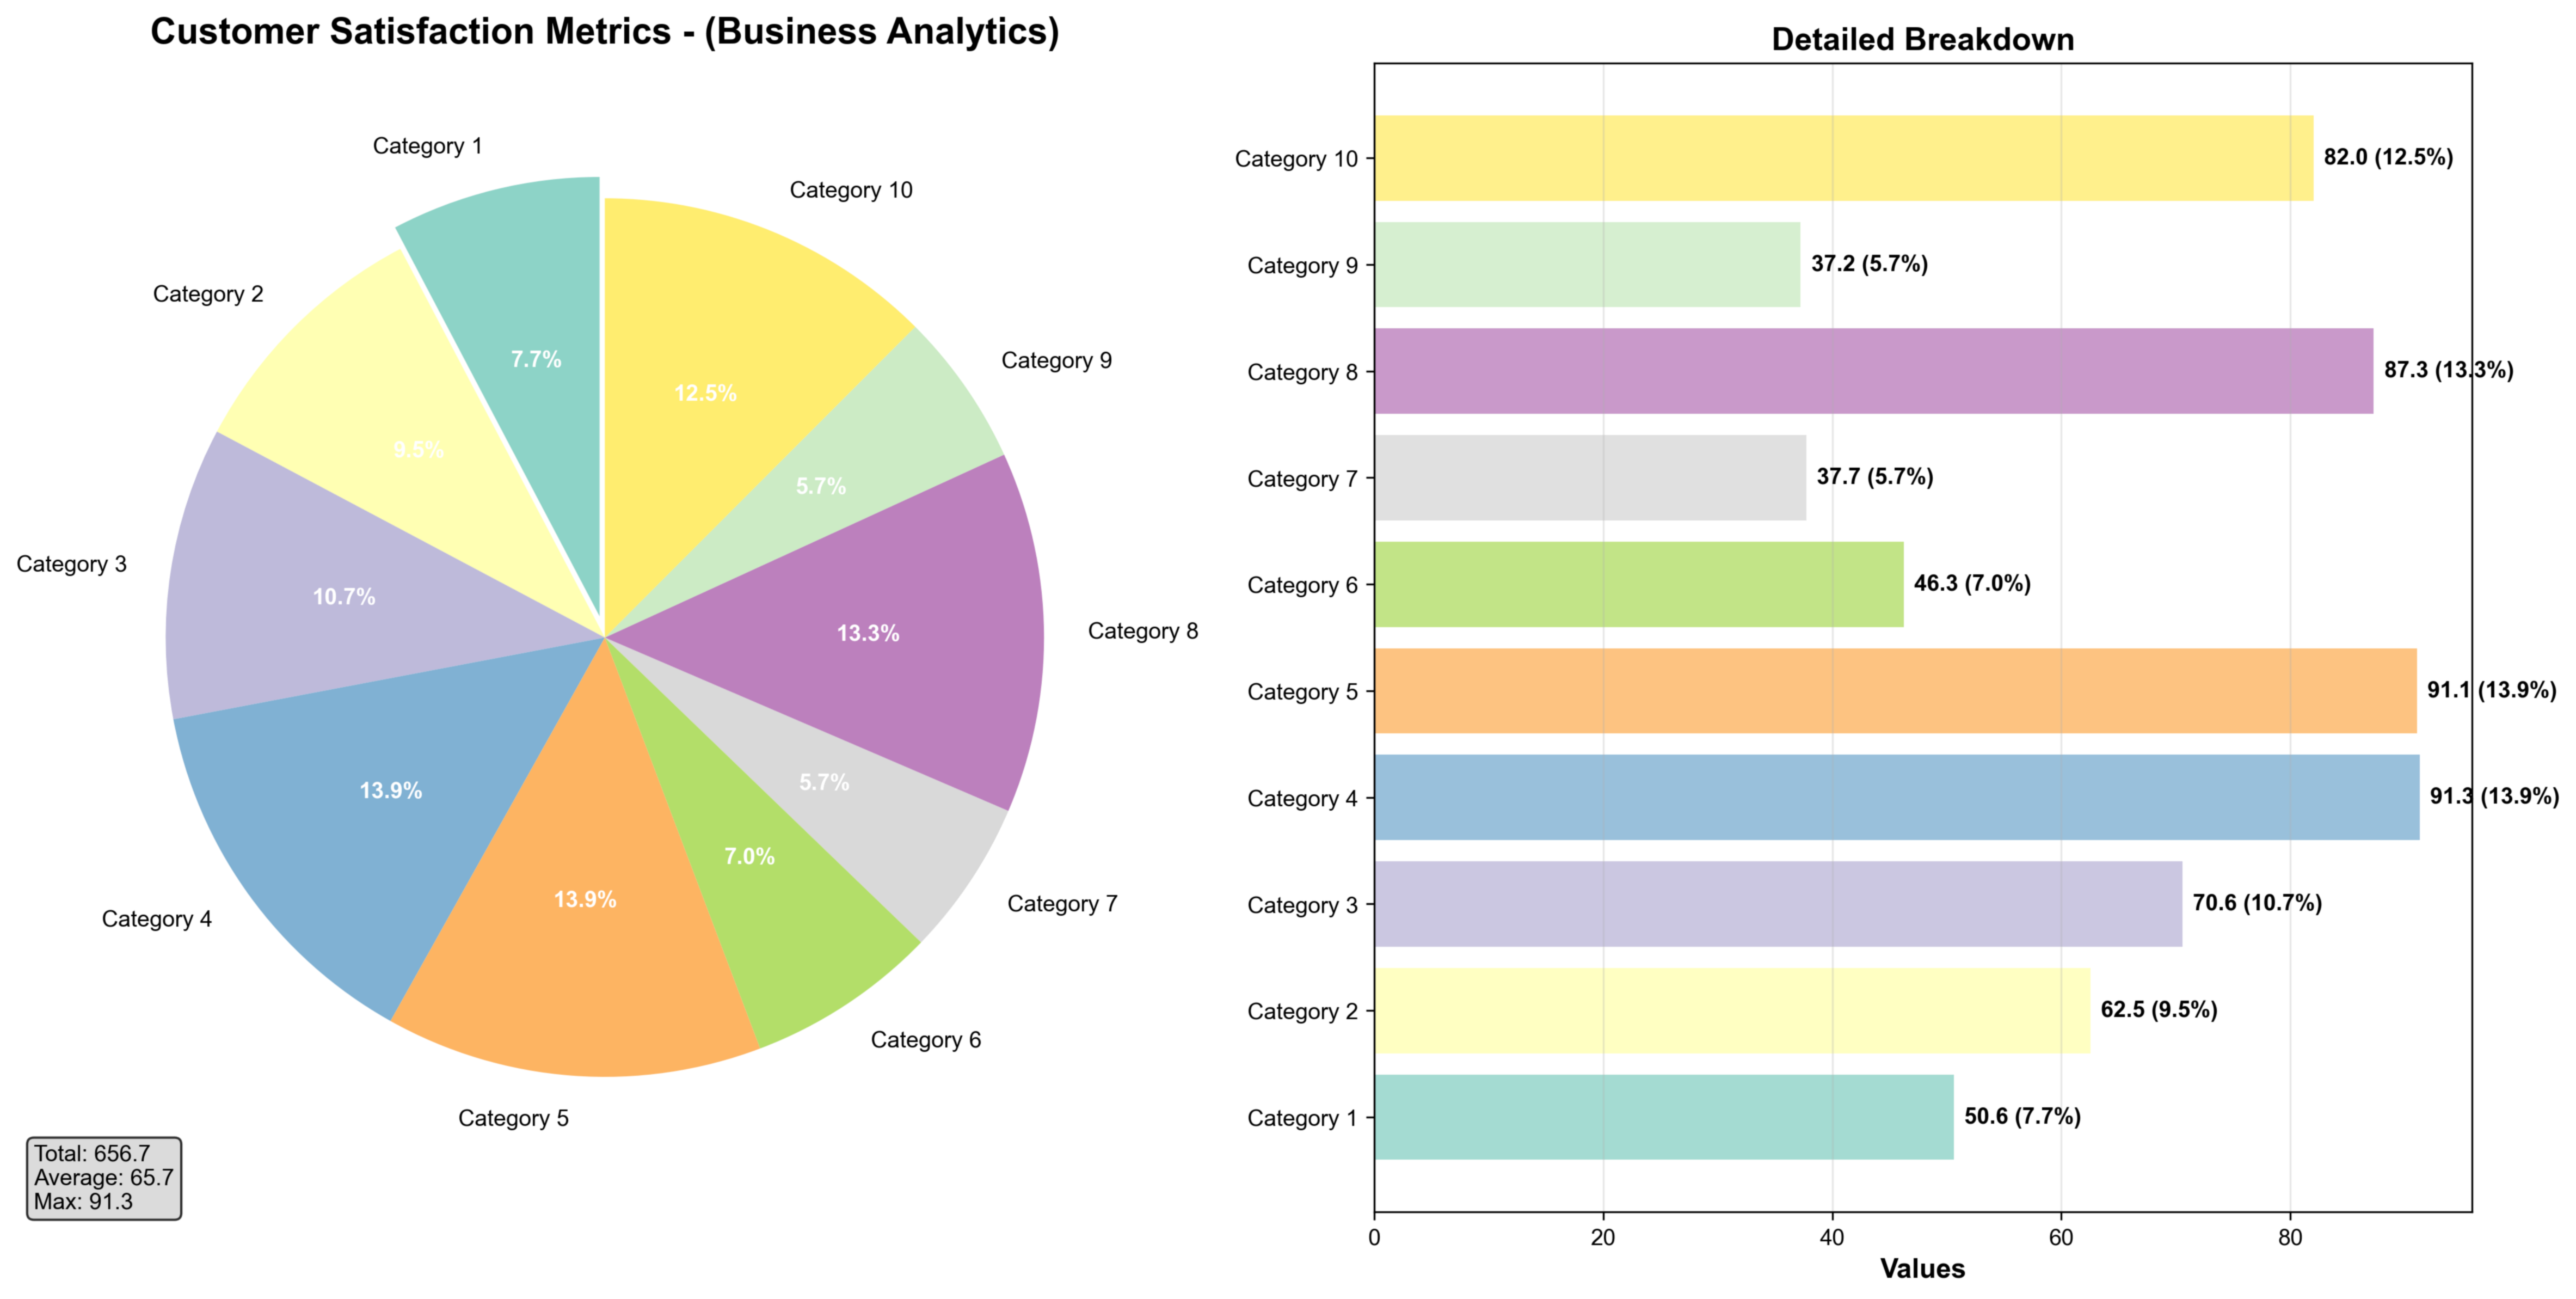 Customer Satisfaction Metrics - (Business Analytics)
Category 1
Category 2
Category 3
Category 4
Category 5
Category 6
Category 7
Category 8
Category 9
Category 10
7.7%
9.5%
10.7%
13.9%
13.9%
7.0%
5.7%
13.3%
5.7%
12.5%
Total: 656.7
Average: 65.7
Max: 91.3
Detailed Breakdown
Category 10 82.0 (12.5%)
Category 9 37.2 (5.7%)
Category 8 87.3 (13.3%)
Category 7 37.7 (5.7%)
Category 6 46.3 (7.0%)
Category 5 91.1 (13.9%)
Category 4 91.3 (13.9%)
Category 3 70.6 (10.7%)
Category 2 62.5 (9.5%)
Category 1 50.6 (7.7%)
0 20 40 60 80
Values